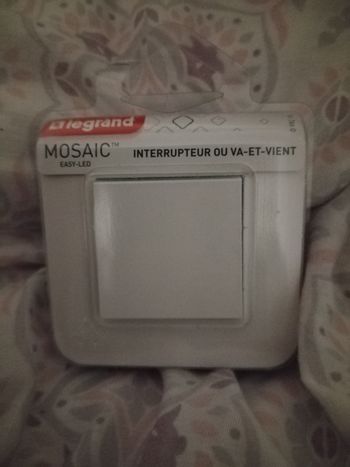 legrand
MOSAIC™ INTERRUPTEUR OU VA-ET-VIENT
EASY-LED